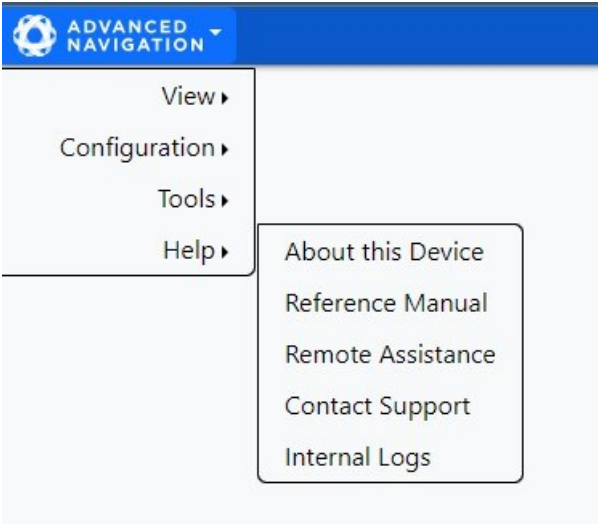 ADVANCED
NAVIGATION
View
Configuration
Tools
Help
About this Device
Reference Manual
Remote Assistance
Contact Support
Internal Logs